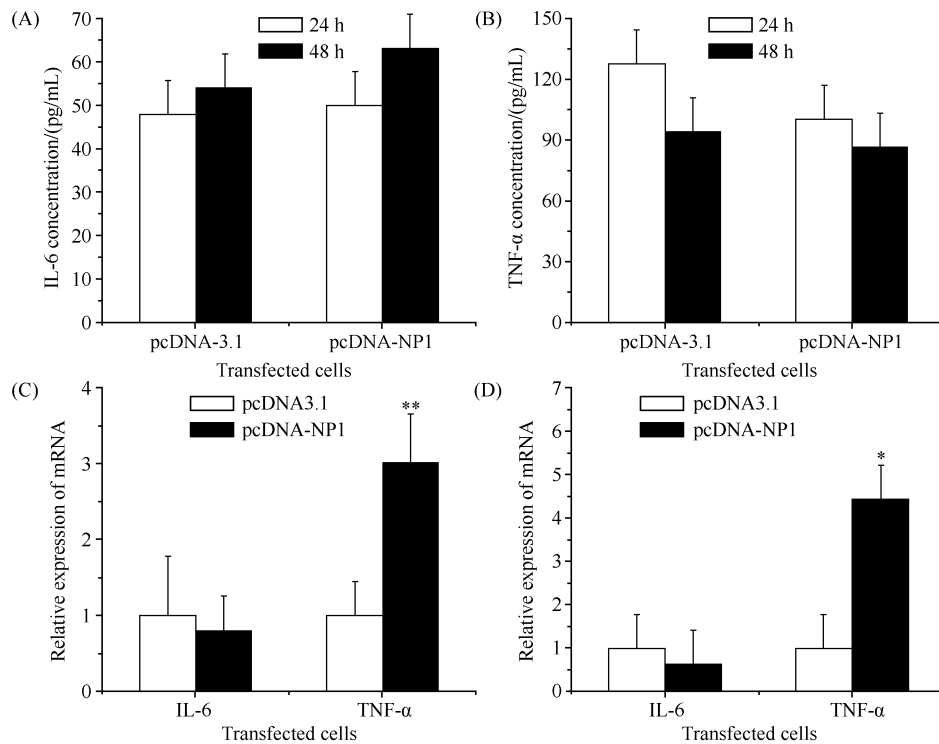 (A)
70
60
50
40
30
20
10
0
IL-6 concentration/(pg/mL)
24 h
48 h
pcDNA-3.1 pcDNA-NP1
Transfected cells
(B)
150
120
90
60
30
0
TNF-α concentration/(pg/mL)
24 h
48 h
pcDNA-3.1 pcDNA-NP1
Transfected cells
(C)
4
3
2
1
0
Relative expression of mRNA
pcDNA3.1
pcDNA-NP1
**
IL-6 TNF-α
Transfected cells
(D)
7
6
5
4
3
2
1
0
Relative expression of mRNA
pcDNA3.1
pcDNA-NP1
*
IL-6 TNF-α
Transfected cells